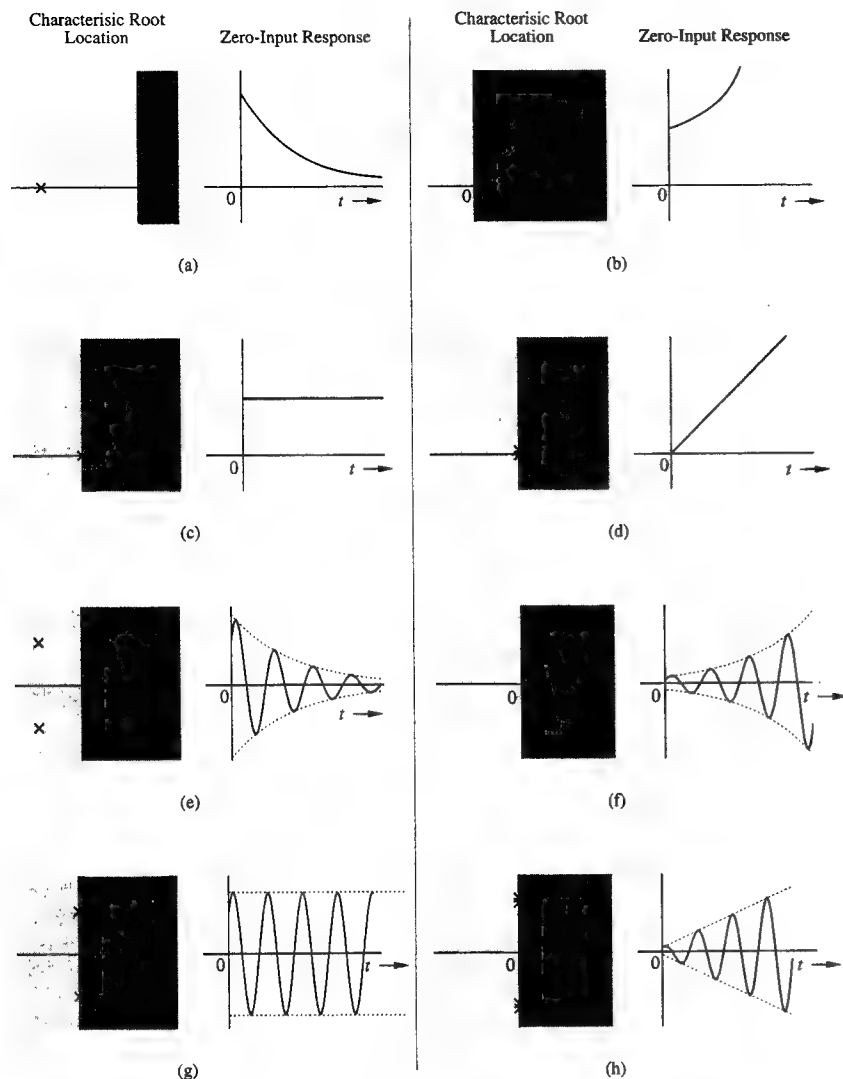 Characterisic Root
Location
Zero-Input Response
Characterisic Root
Location
Zero-Input Response
0
t
(a)
0
0
t
(b)
0
t
(c)
0
t
(d)
0
t
(e)
0
0
t
(f)
0
t
(g)
0
0
t
(h)